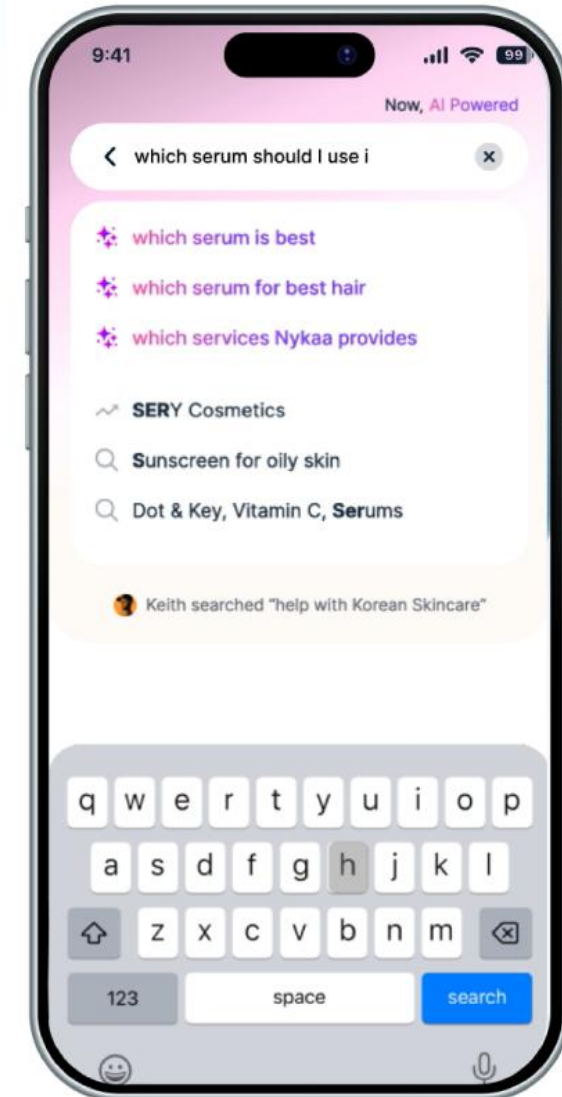 9:41
99
Now, AI Powered
which serum should I use i
which serum is best
which serum for best hair
which services Nykaa provides
SERY Cosmetics
Sunscreen for oily skin
Dot & Key, Vitamin C, Serums
Keith searched "help with Korean Skincare"
q w e r t y u i o p
a s d f g h j k l
z x c v b n m
123 space search